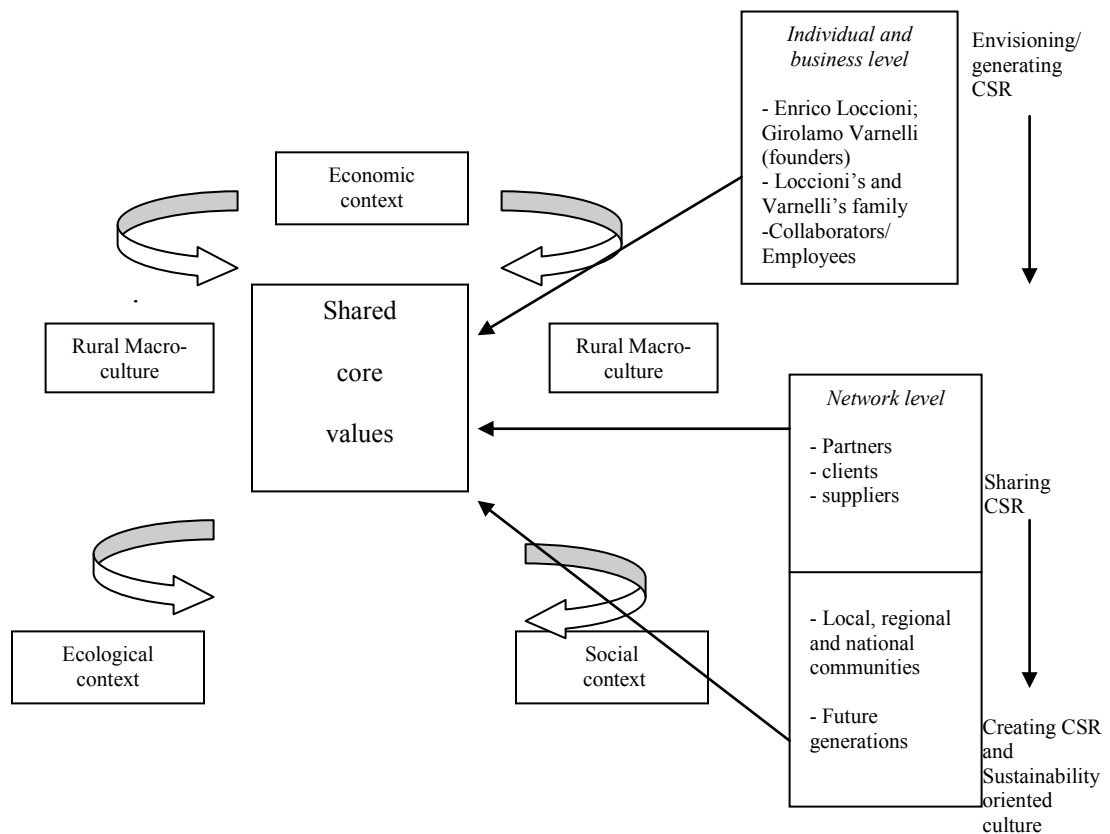 Individual and
business level
- Enrico Loccioni;
Girolamo Varnelli
(founders)
- Loccioni's and
Varnelli's family
-Collaborators/
Employees
Envisioning/
generating
CSR
Economic
context
Shared
core
values
Rural Macro-
culture
Rural Macro-
culture
Network level
- Partners
- clients
- suppliers
Sharing
CSR
- Local, regional
and national
communities
- Future
generations
Ecological
context
Social
context
Creating CSR
and
Sustainability
oriented
culture